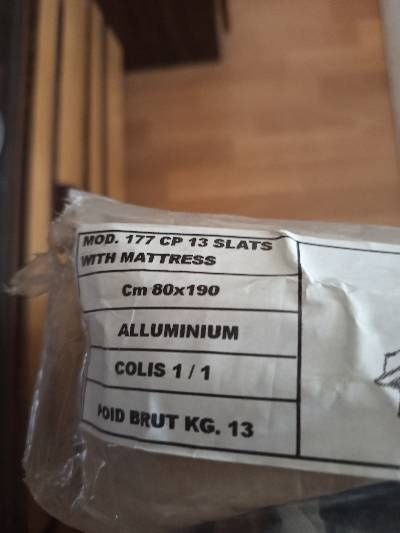 MOD. 177 CP 13 SLATS
WITH MATTRESS
Cm 80x190
ALLUMINIUM
COLIS 1 / 1
POID BRUT KG. 13